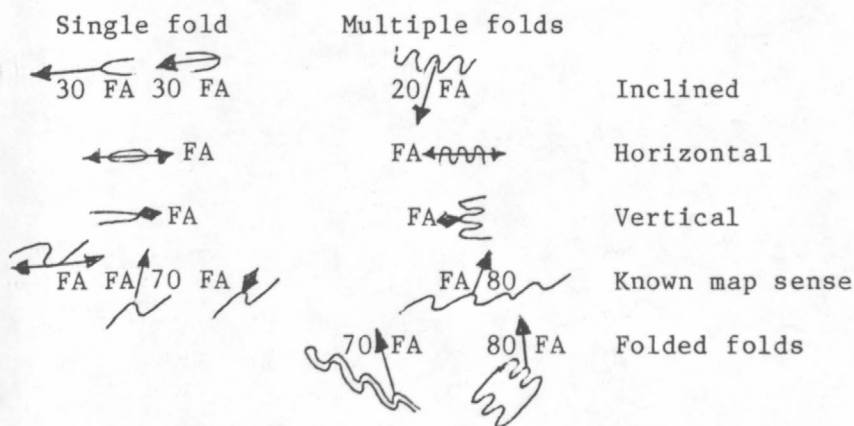 Single fold Multiple folds
30 FA 30 FA 20 FA Inclined
FA FA Horizontal
FA FA Vertical
FA FA 70 FA FA 80 Known map sense
70 FA 80 FA Folded folds